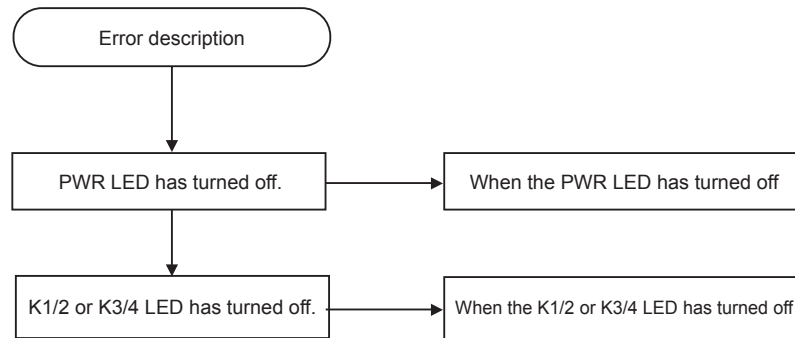 Error description
PWR LED has turned off.
When the PWR LED has turned off
K1/2 or K3/4 LED has turned off.
When the K1/2 or K3/4 LED has turned off